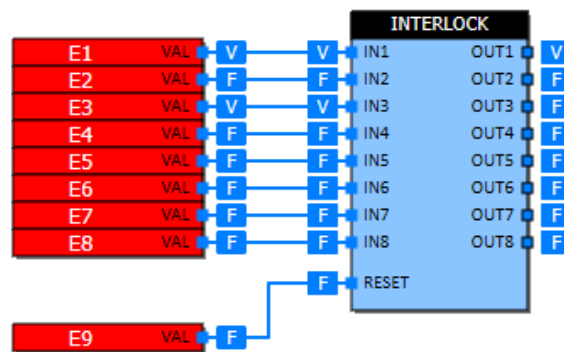 INTERLOCK
E1 VAL V V IN1 OUT1 V
E2 VAL F F IN2 OUT2 F
E3 VAL V V IN3 OUT3 F
E4 VAL F F IN4 OUT4 F
E5 VAL F F IN5 OUT5 F
E6 VAL F F IN6 OUT6 F
E7 VAL F F IN7 OUT7 F
E8 VAL F F IN8 OUT8 F
F RESET
E9 VAL F